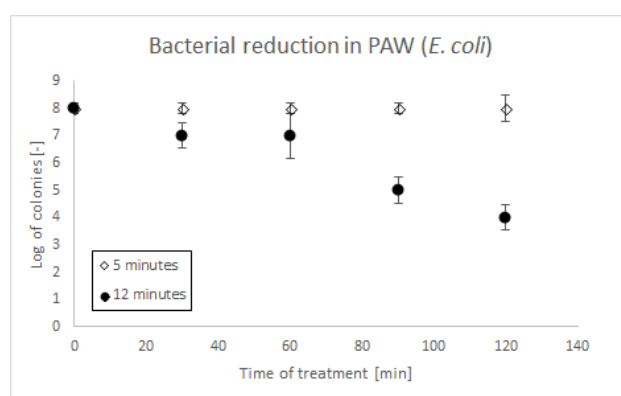 Bacterial reduction in PAW (E. coli)
9
8
7
6
5
4
3
2
1
0
Log of colonies [-]
5 minutes
12 minutes
0 20 40 60 80 100 120 140
Time of treatment [min]